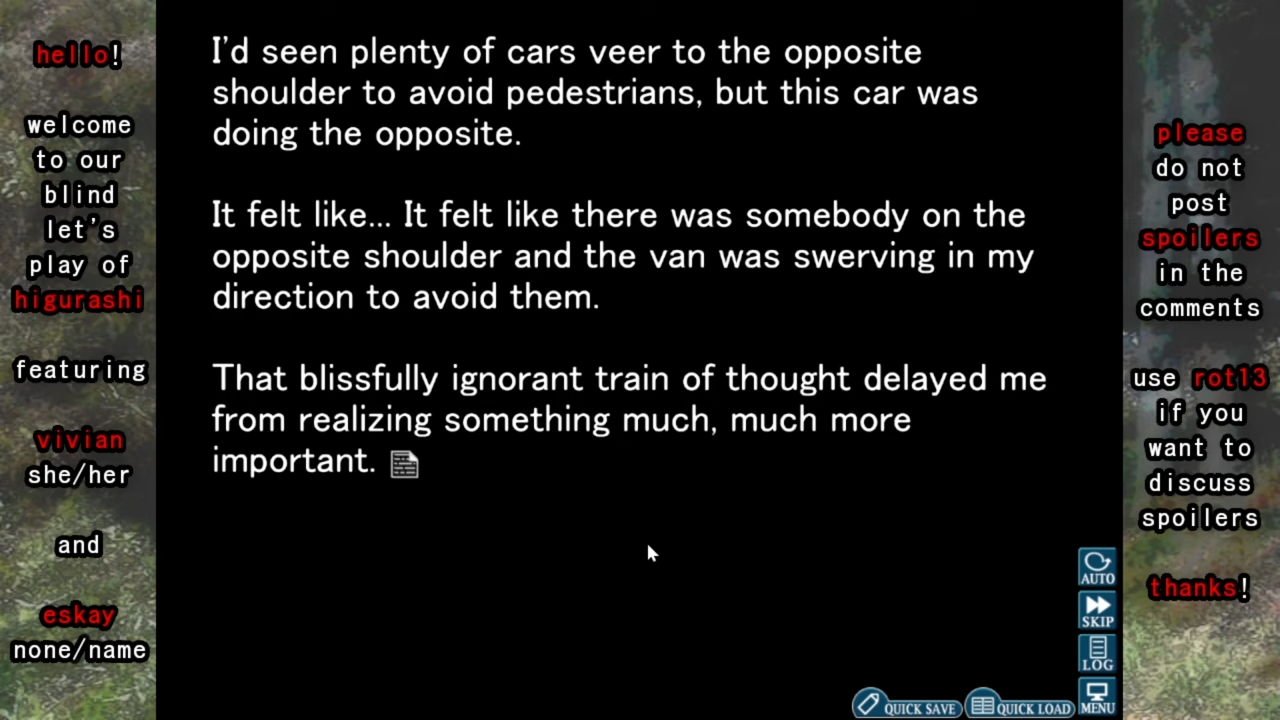 hello!
welcome
to our
blind
let's
play of
higurashi
featuring
vivian
she/her
and
eskay
none/name
I'd seen plenty of cars veer to the opposite
shoulder to avoid pedestrians, but this car was
doing the opposite.
It felt like... It felt like there was somebody on the
opposite shoulder and the van was swerving in my
direction to avoid them.
That blissfully ignorant train of thought delayed me
from realizing something much, much more
important.
AUTO
SKIP
LOG
MENU
QUICK SAVE
QUICK LOAD
please
do not
post
spoilers
in the
comments
use rot13
if you
want to
discuss
spoilers
thanks!